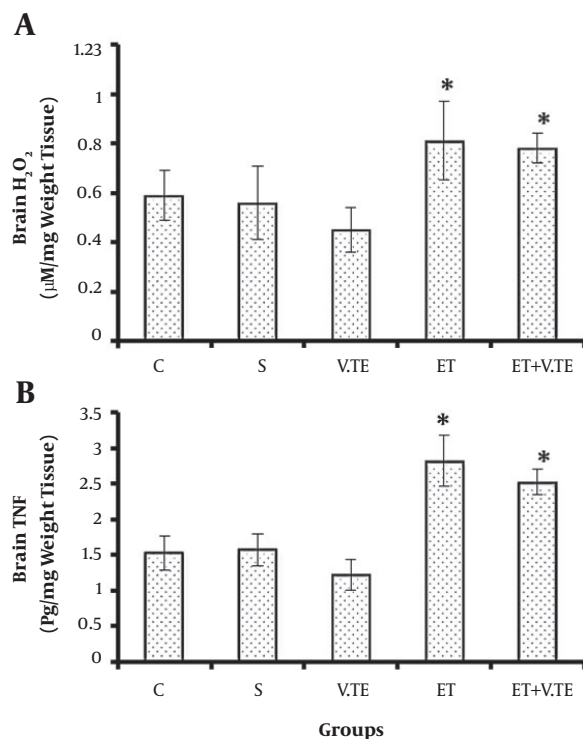 A
Brain H₂O₂
(μM/mg Weight Tissue)
1.23
1
0.8
0.6
0.4
0.2
0
*
*
C S V.TE ET ET+V.TE
B
Brain TNF
(Pg/mg Weight Tissue)
3.5
3
2.5
2
1.5
1
0.5
0
*
*
C S V.TE ET ET+V.TE
Groups